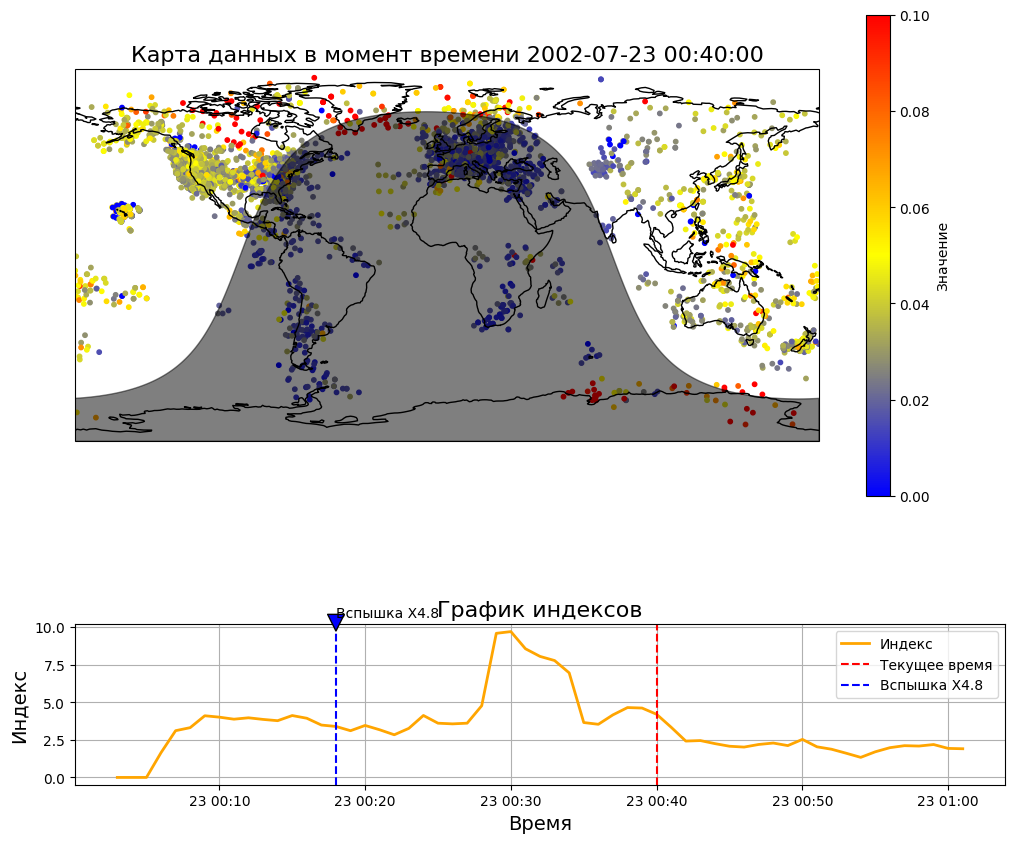 Карта данных в момент времени 2002-07-23 00:40:00
0.10
0.08
0.06
0.04
0.02
0.00
Значение
График индексов
Вспышка X4.8
10.0
7.5
5.0
2.5
0.0
Индекс
Индекс
Текущее время
Вспышка X4.8
23 00:10
23 00:20
23 00:30
23 00:40
23 00:50
23 01:00
Время